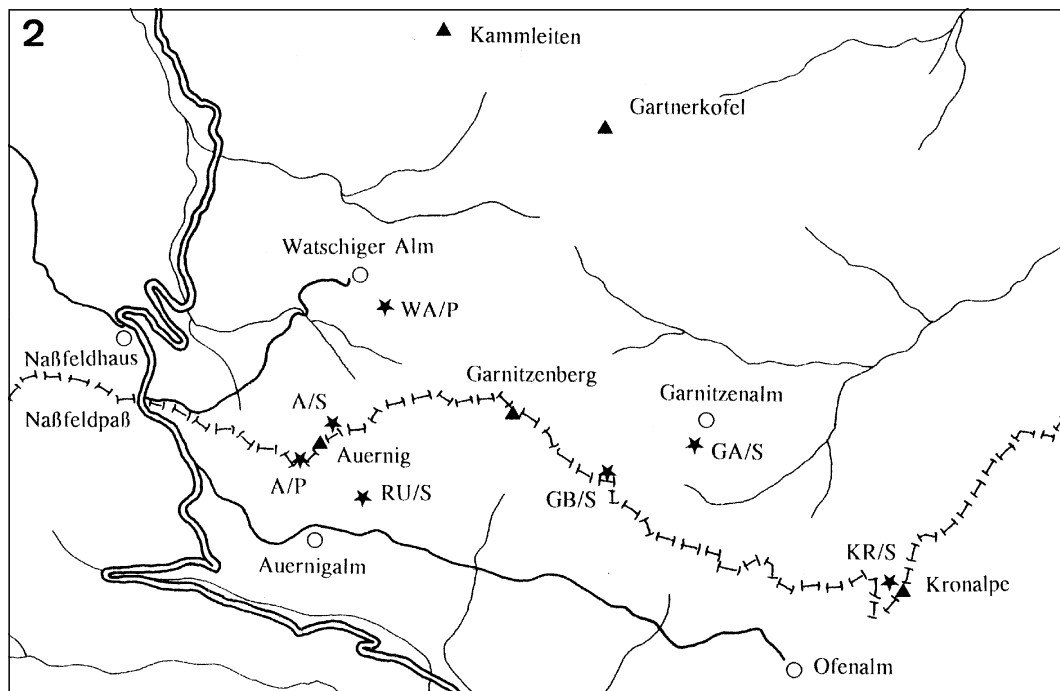 2
Kammleiten
Gartnerkofel
Watschiger Alm
WA/P
Naßfeldhaus
Garnitzenberg
Naßfeldpaß
A/S
Garnitzenalm
Auernig
GA/S
A/P
RU/S
GB/S
KR/S
Auernigalm
Kronalpe
Ofenalm